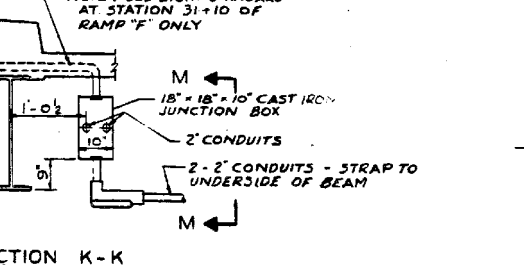 AT STATION 31+10 OF
RAMP "F" ONLY
M
18" x 18" x 10" CAST IRON
JUNCTION BOX
1'-0½
2" CONDUITS
10"
9"
2-2" CONDUITS - STRAP TO
UNDERSIDE OF BEAM
M
CTION K-K